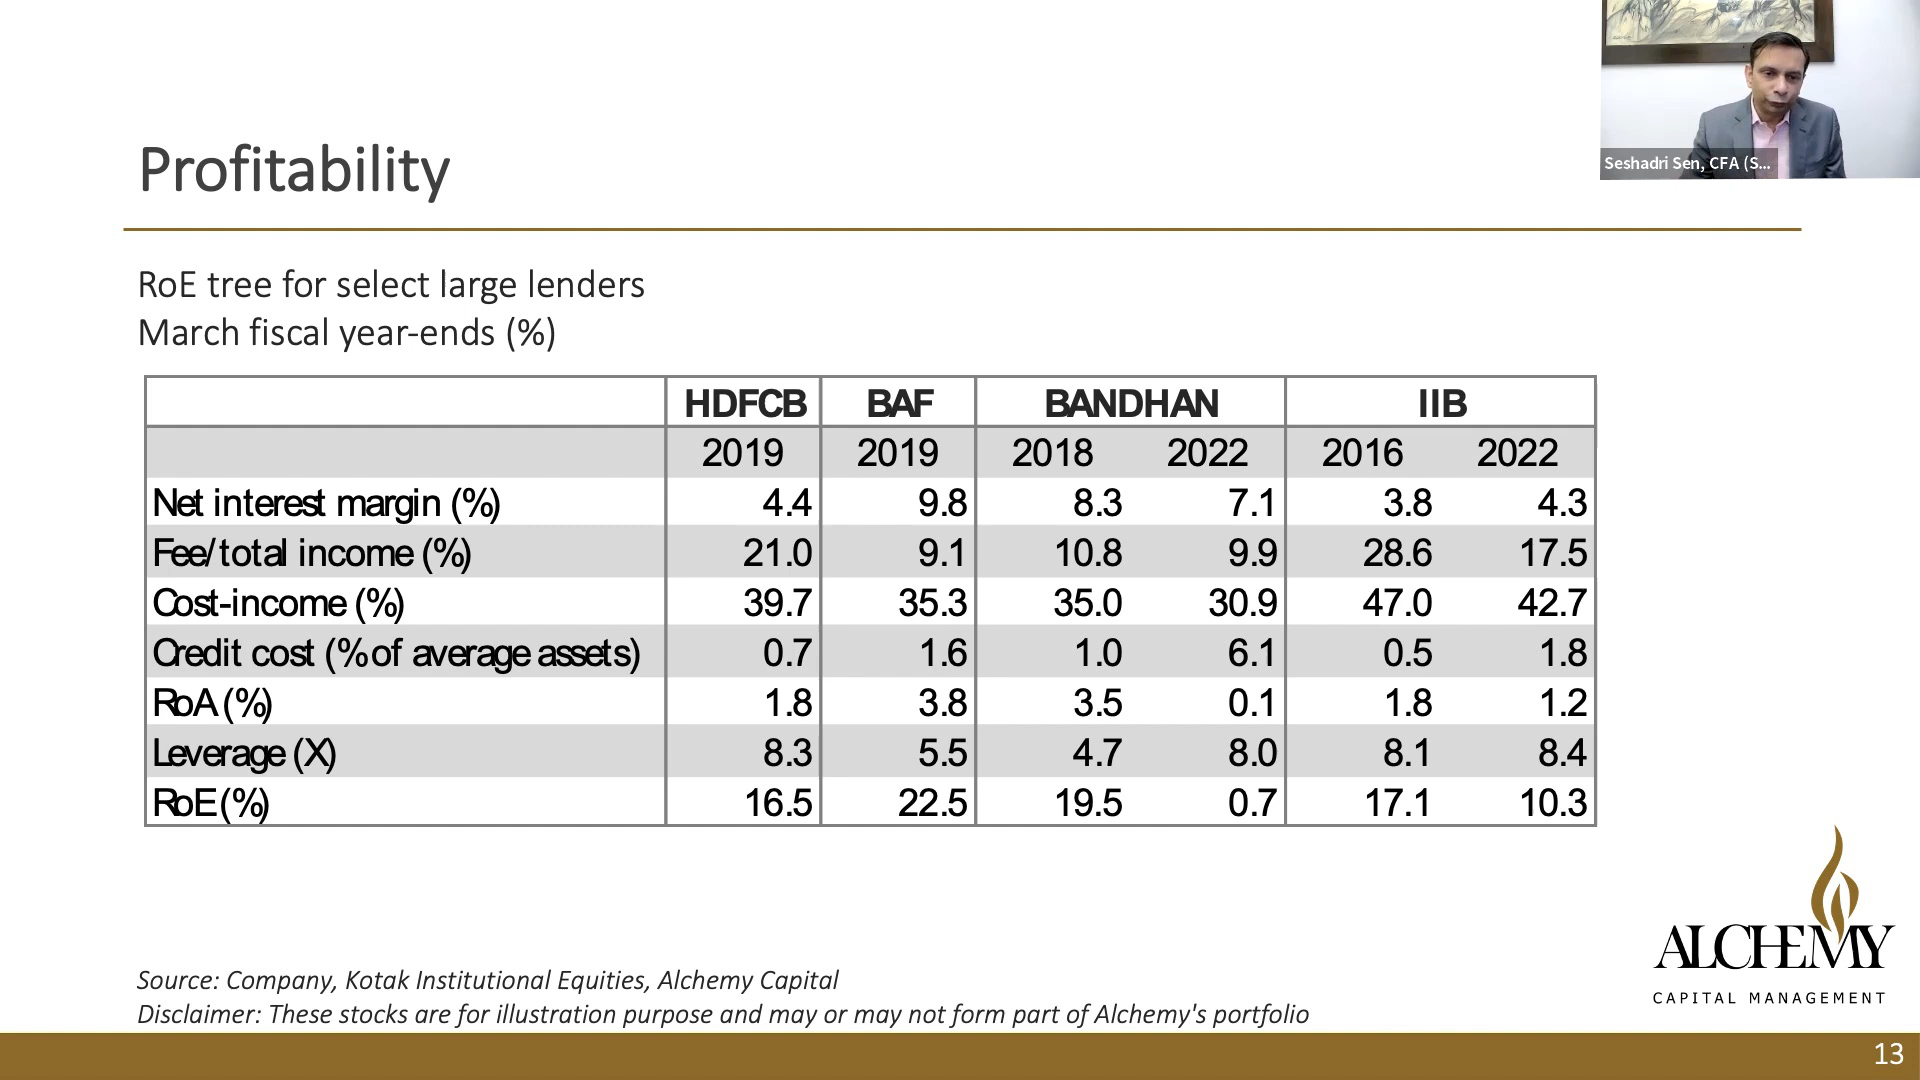 Seshadri Sen, CFA (S...
Profitability
RoE tree for select large lenders
March fiscal year-ends (%)
HDFCB BAF BANDHAN IIB
2019 2019 2018 2022 2016 2022
Net interest margin (%) 4.4 9.8 8.3 7.1 3.8 4.3
Fee/total income (%) 21.0 9.1 10.8 9.9 28.6 17.5
Cost-income (%) 39.7 35.3 35.0 30.9 47.0 42.7
Credit cost (% of average assets) 0.7 1.6 1.0 6.1 0.5 1.8
RoA (%) 1.8 3.8 3.5 0.1 1.8 1.2
Leverage (X) 8.3 5.5 4.7 8.0 8.1 8.4
RoE (%) 16.5 22.5 19.5 0.7 17.1 10.3
ALCHEMY
CAPITAL MANAGEMENT
Source: Company, Kotak Institutional Equities, Alchemy Capital
Disclaimer: These stocks are for illustration purpose and may or may not form part of Alchemy's portfolio
13